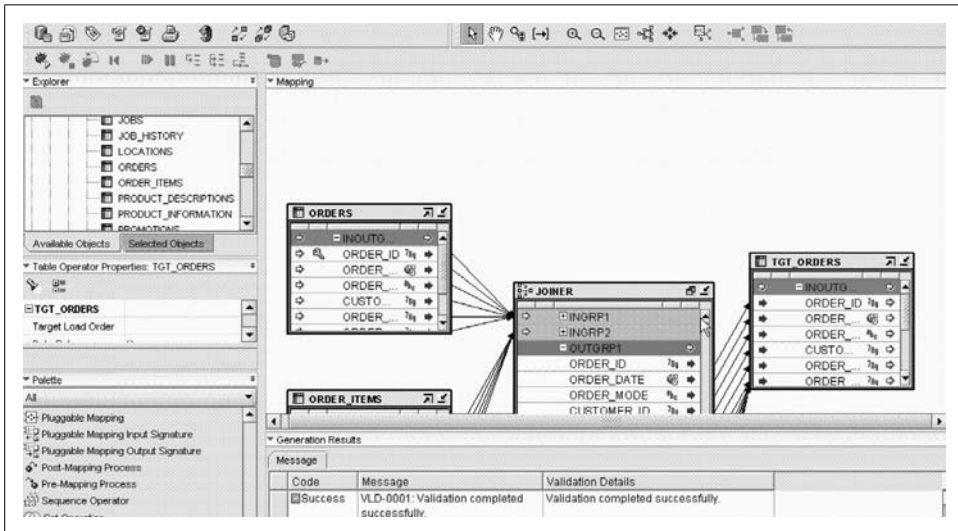 Explorer
JOBS
JOB_HISTORY
LOCATIONS
ORDERS
ORDER_ITEMS
PRODUCT_DESCRIPTIONS
PRODUCT_INFORMATION
PROMOTIONS
Available Objects
Selected Objects
Table Operator Properties: TGT_ORDERS
TGT_ORDERS
Target Load Order
Palette
All
Pluggable Mapping
Pluggable Mapping Input Signature
Pluggable Mapping Output Signature
Post-Mapping Process
Pre-Mapping Process
Sequence Operator
Mapping
ORDERS
INOUTG...
ORDER_ID
ORDER_...
ORDER_...
CUSTO...
ORDER_...
ORDER_ITEMS
JOINER
INGRP1
INGRP2
OUTGRP1
ORDER_ID
ORDER_DATE
ORDER_MODE
CUSTOMER_ID
TGT_ORDERS
INOUTG...
ORDER_ID
ORDER_...
ORDER_...
CUSTO...
ORDER_...
Generation Results
Message
Code Message Validation Details
Success VLD-0001: Validation completed successfully. Validation completed successfully.